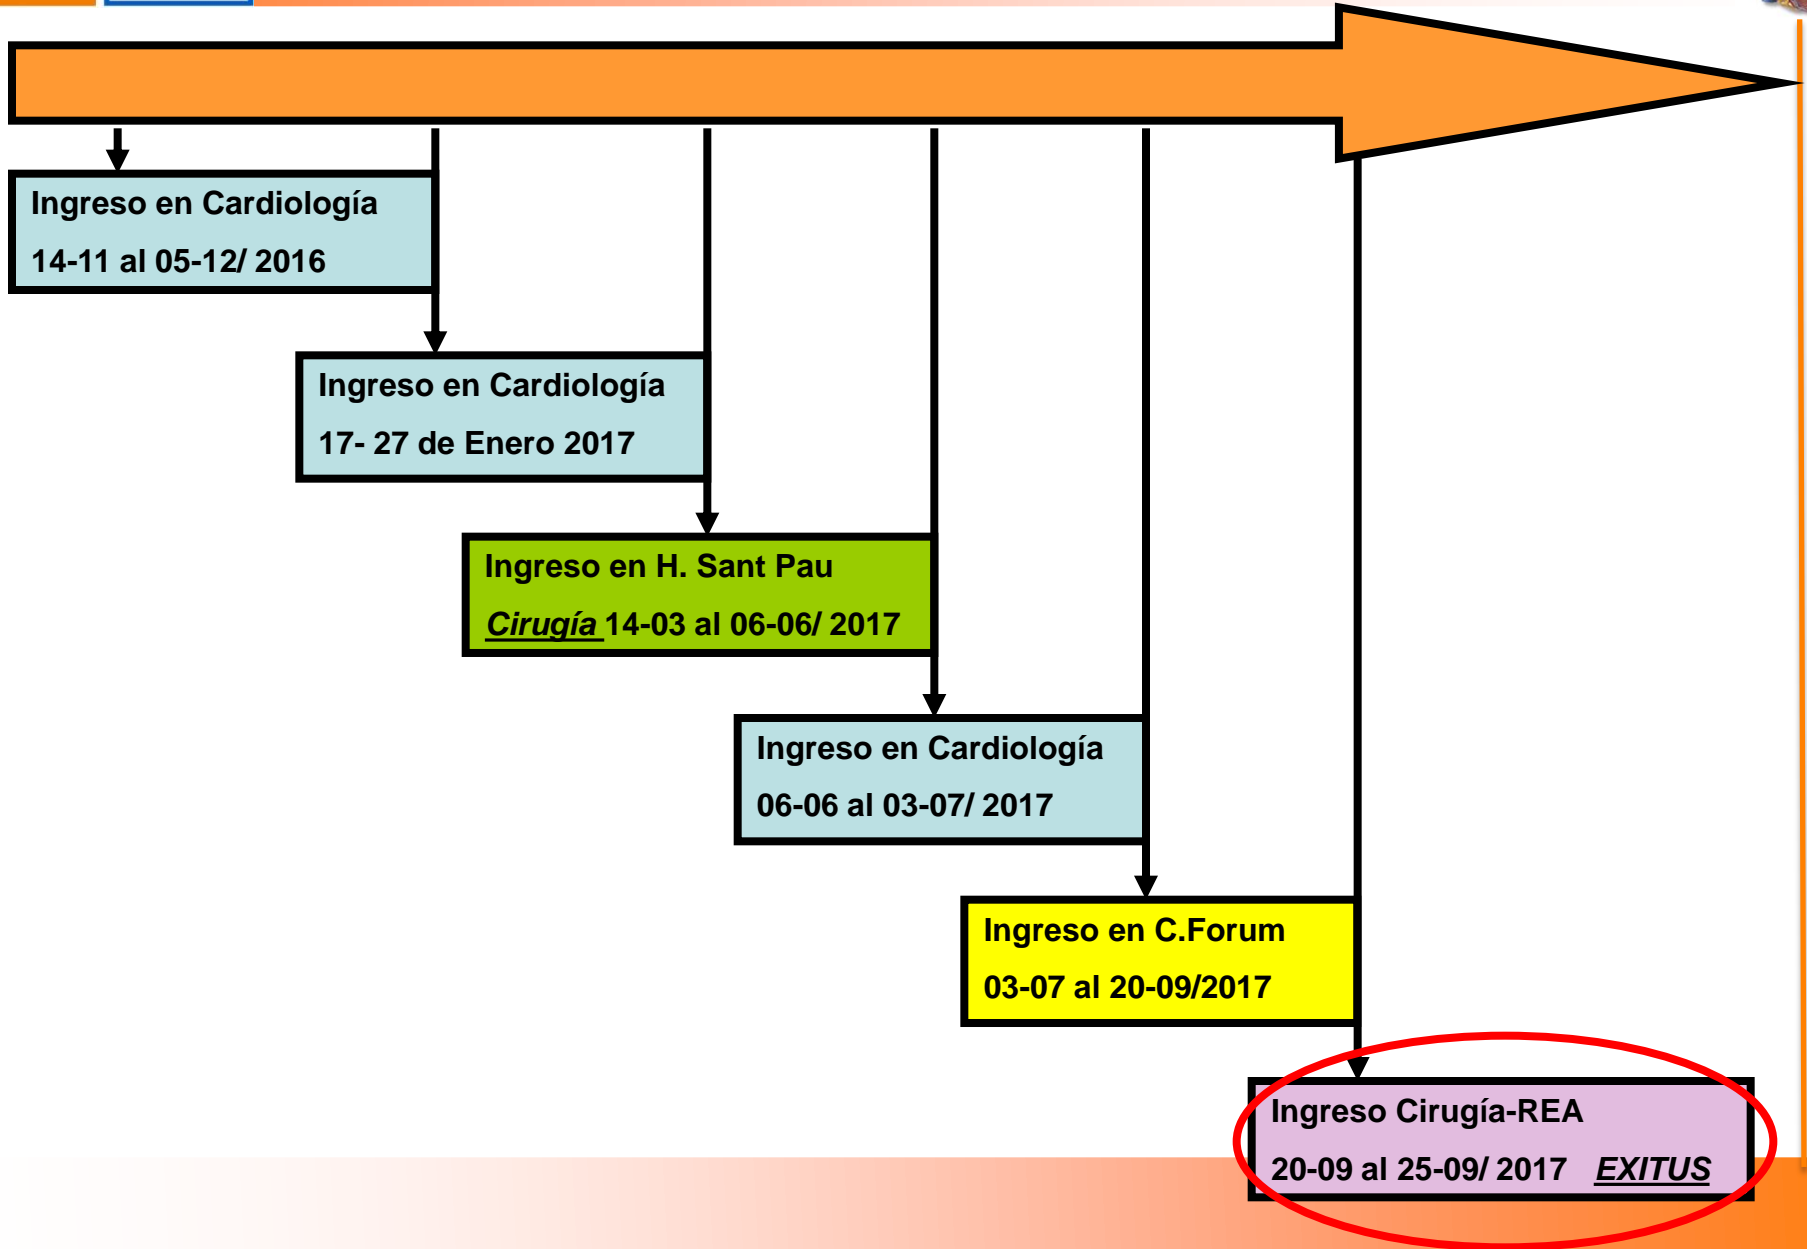 Ingreso en Cardiología
14-11 al 05-12/ 2016
Ingreso en Cardiología
17- 27 de Enero 2017
Ingreso en H. Sant Pau
Cirugía 14-03 al 06-06/ 2017
Ingreso en Cardiología
06-06 al 03-07/ 2017
Ingreso en C.Forum
03-07 al 20-09/2017
Ingreso Cirugía-REA
20-09 al 25-09/ 2017 EXITUS